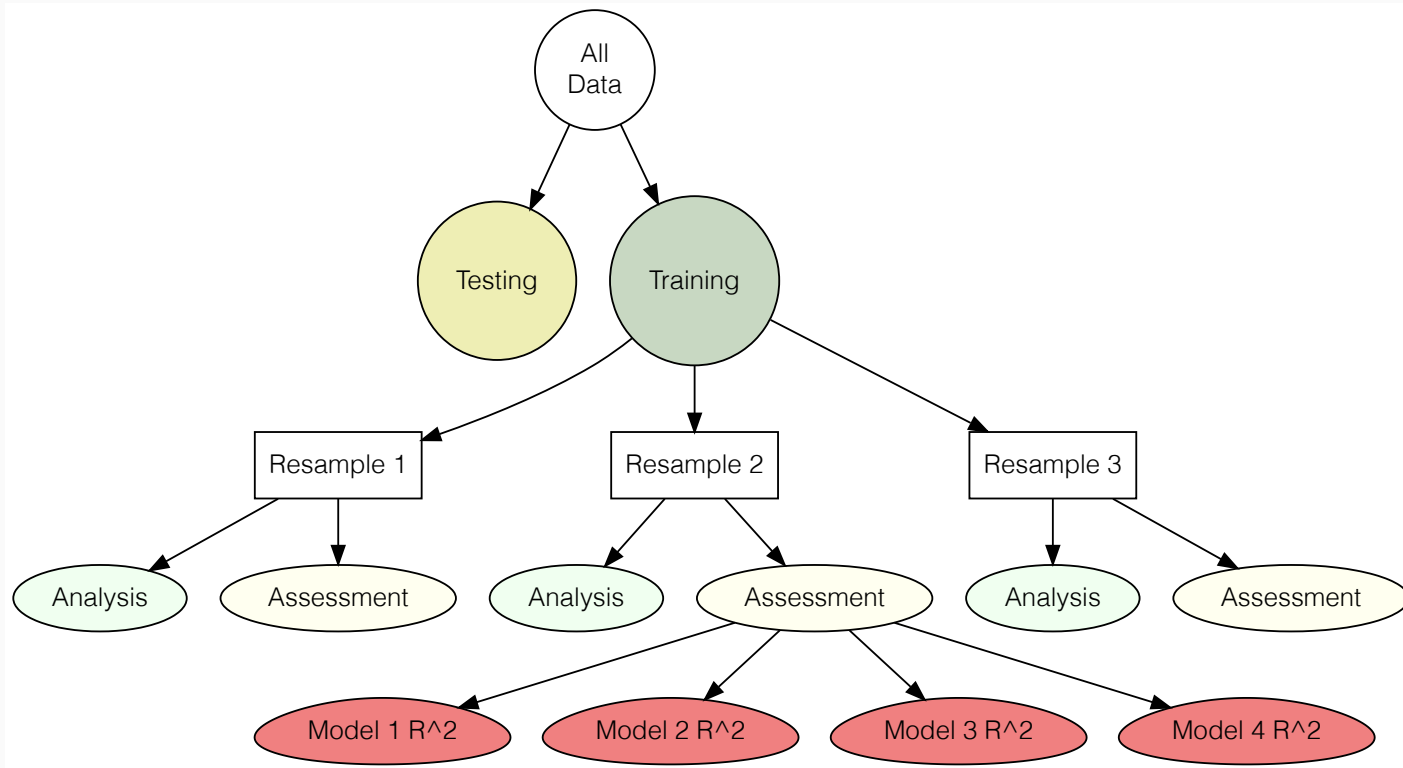 All
Data
Testing
Training
Resample 1
Resample 2
Resample 3
Analysis
Assessment
Analysis
Assessment
Analysis
Assessment
Model 1 R^2
Model 2 R^2
Model 3 R^2
Model 4 R^2